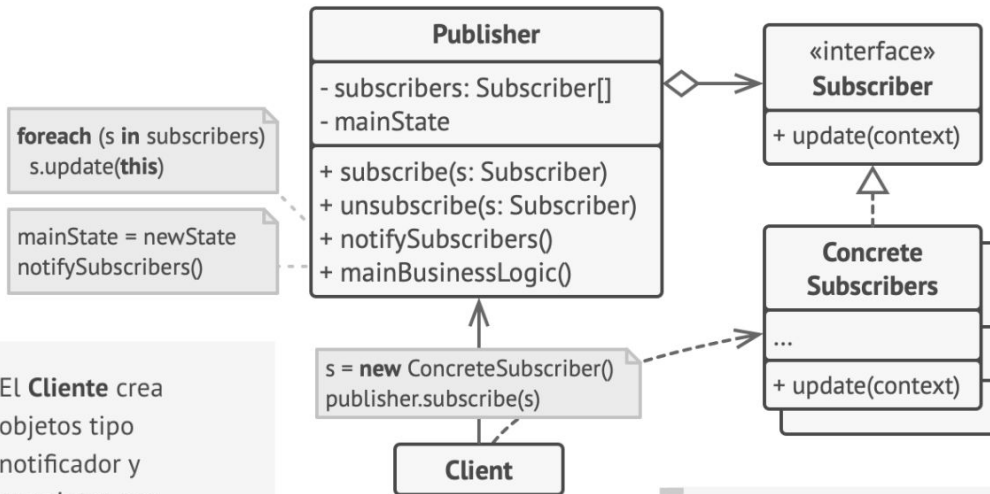 Publisher
- subscribers: Subscriber[]
- mainState
+ subscribe(s: Subscriber)
+ unsubscribe(s: Subscriber)
+ notifySubscribers()
+ mainBusinessLogic()
«interface»
Subscriber
+ update(context)
foreach (s in subscribers)
s.update(this)
mainState = newState
notifySubscribers()
Concrete
Subscribers
...
+ update(context)
s = new ConcreteSubscriber()
publisher.subscribe(s)
Client
El Cliente crea
objetos tipo
notificador y